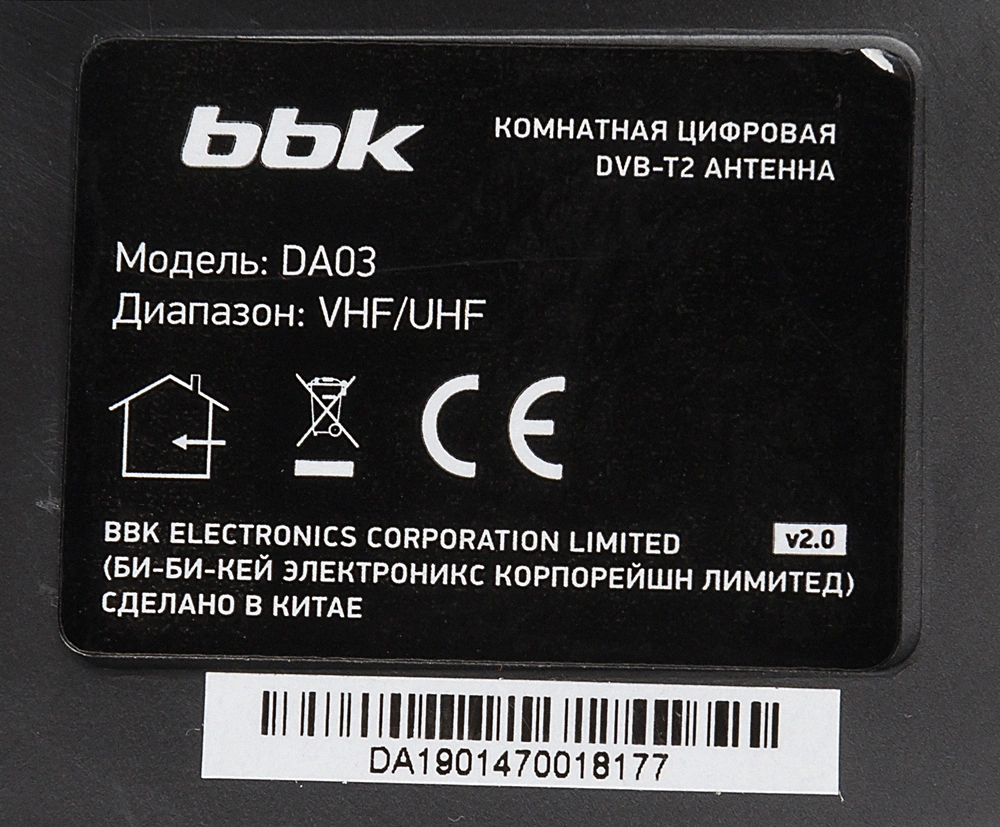 bbk
КОМНАТНАЯ ЦИФРОВАЯ
DVB-T2 АНТЕННА
Модель: DA03
Диапазон: VHF/UHF
CE
BBK ELECTRONICS CORPORATION LIMITED v2.0
(БИ-БИ-КЕЙ ЭЛЕКТРОНИКС КОРПОРЕЙШН ЛИМИТЕД)
СДЕЛАНО В КИТАЕ
DA1901470018177